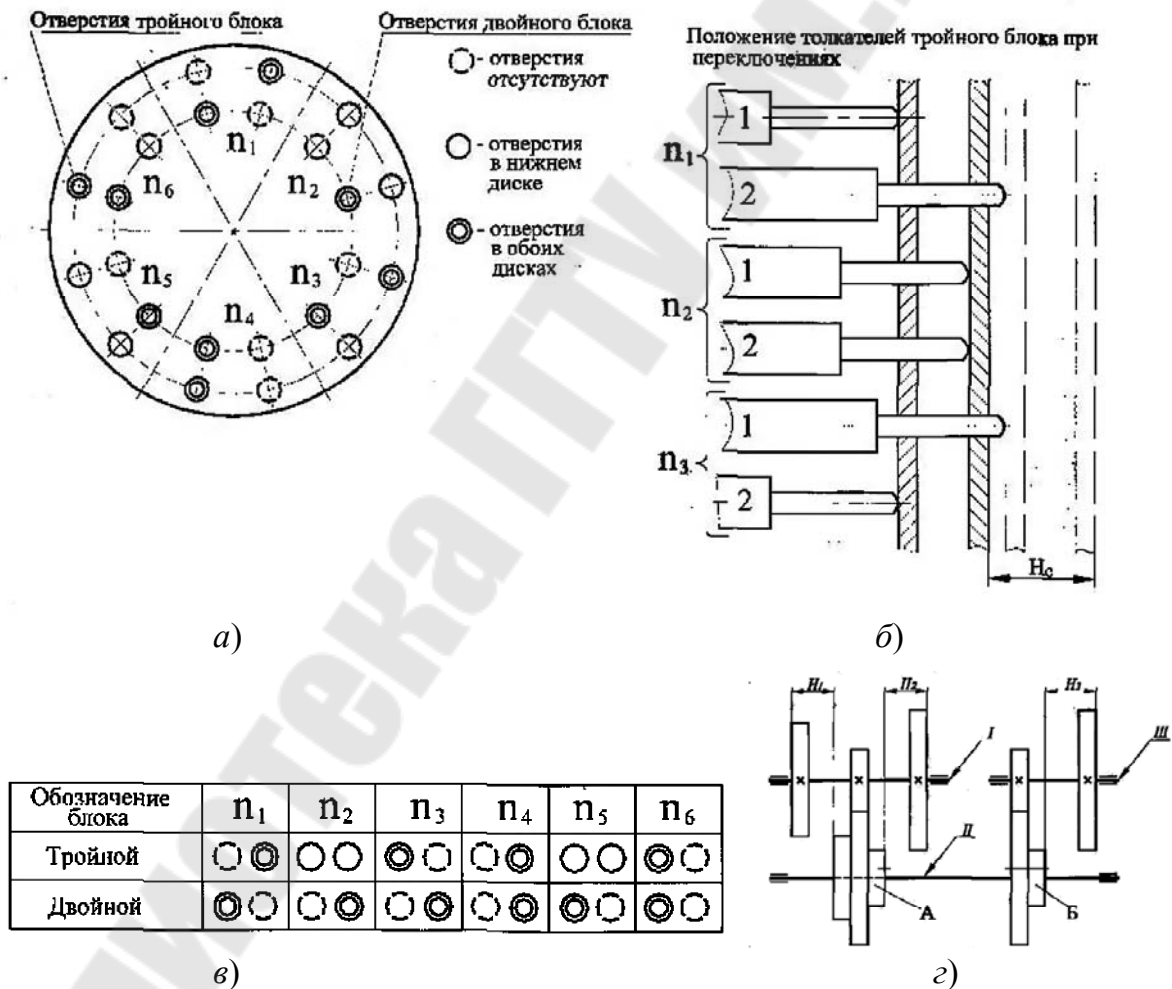 Отверстия тройного блока
Отверстия двойного блока
- отверстия
отсутствуют
- отверстия
в нижнем
диске
- отверстия
в обоих
дисках
n1
n6
n2
n5
n3
n4
а)
Положение толкателей тройного блока при
переключениях
n1
1
2
n2
1
2
n3
1
2
Hс
б)
Обозначение
блока
n1
n2
n3
n4
n5
n6
Тройной
Двойной
в)
H1
H2
H3
I
III
II
А
Б
г)